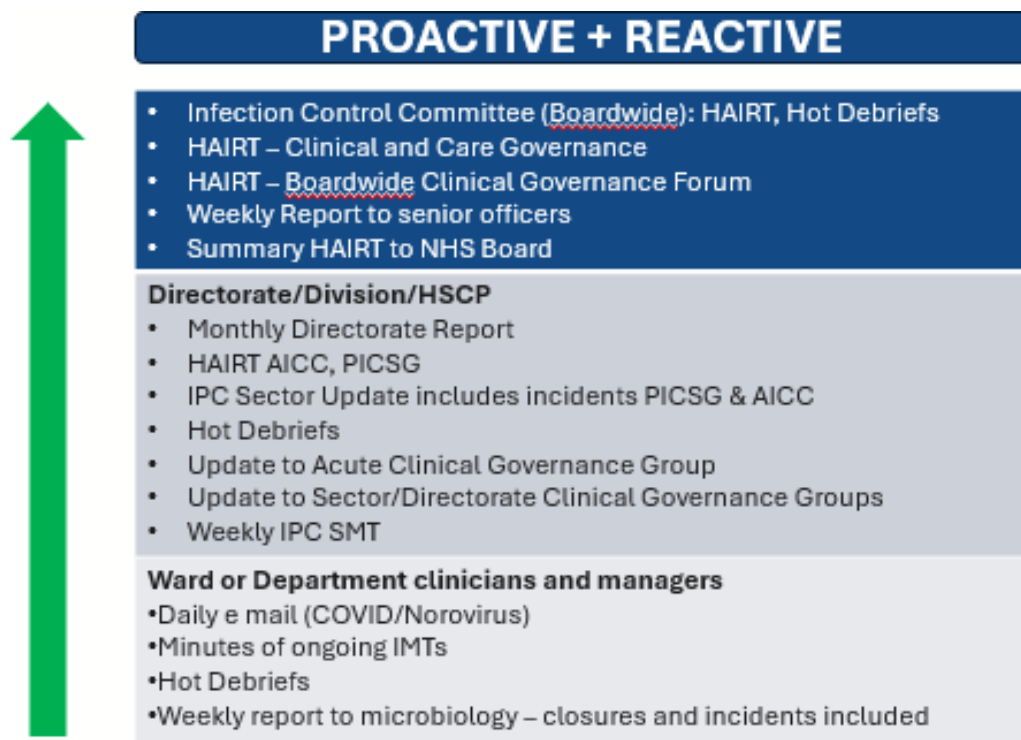 PROACTIVE + REACTIVE
• Infection Control Committee (Boardwide): HAIRT, Hot Debriefs
• HAIRT – Clinical and Care Governance
• HAIRT – Boardwide Clinical Governance Forum
• Weekly Report to senior officers
• Summary HAIRT to NHS Board
Directorate/Division/HSCP
• Monthly Directorate Report
• HAIRT AICC, PICSG
• IPC Sector Update includes incidents PICSG & AICC
• Hot Debriefs
• Update to Acute Clinical Governance Group
• Update to Sector/Directorate Clinical Governance Groups
• Weekly IPC SMT
Ward or Department clinicians and managers
•Daily e mail (COVID/Norovirus)
•Minutes of ongoing IMTs
•Hot Debriefs
•Weekly report to microbiology – closures and incidents included